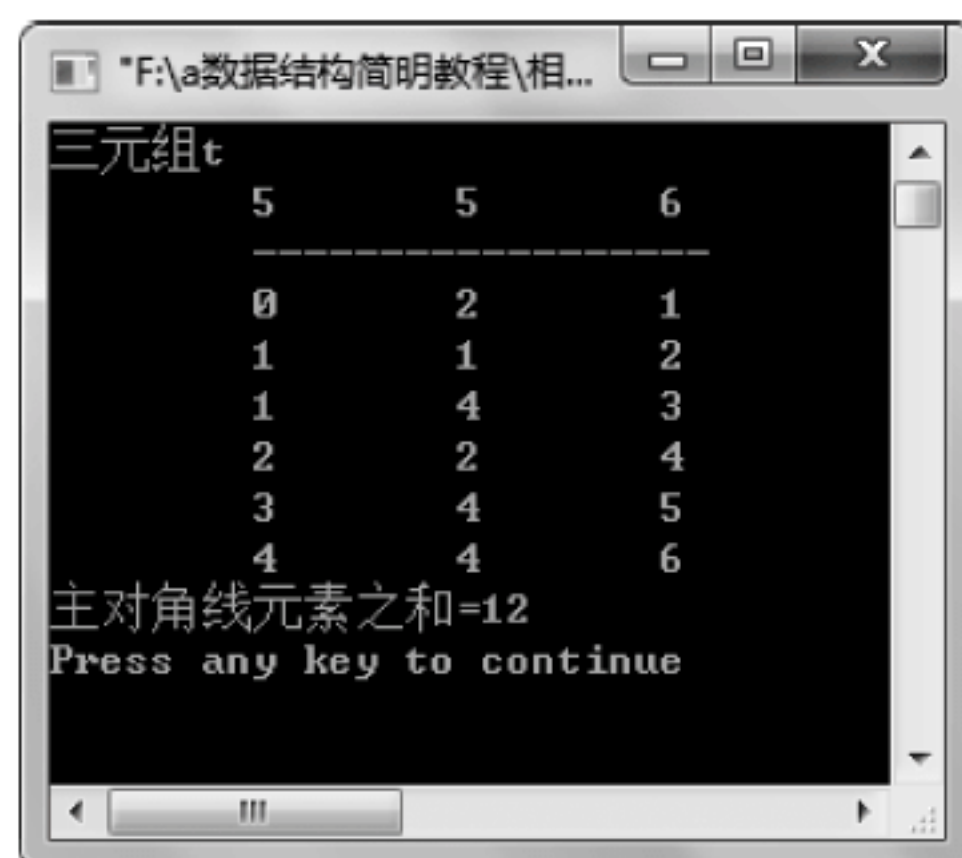 "F:\a数据结构简明教程\相...
三元组t
5 5 6
------------------
0 2 1
1 1 2
1 4 3
2 2 4
3 4 5
4 4 6
主对角线元素之和=12
Press any key to continue